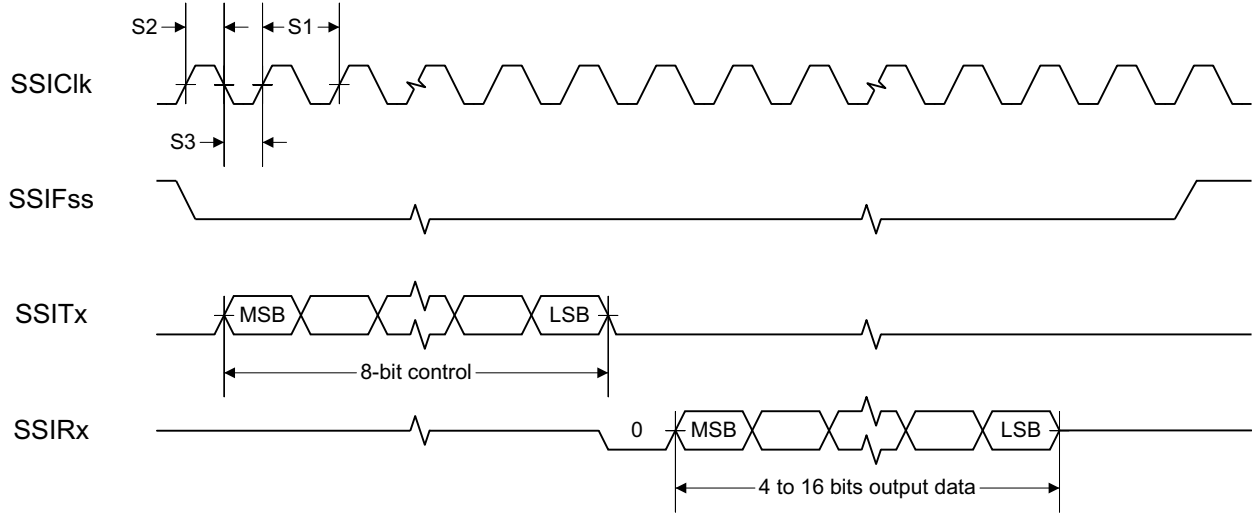 S2
S1
SSIClk
S3
SSIFss
SSITx
MSB
LSB
8-bit control
SSIRx
0
MSB
LSB
4 to 16 bits output data